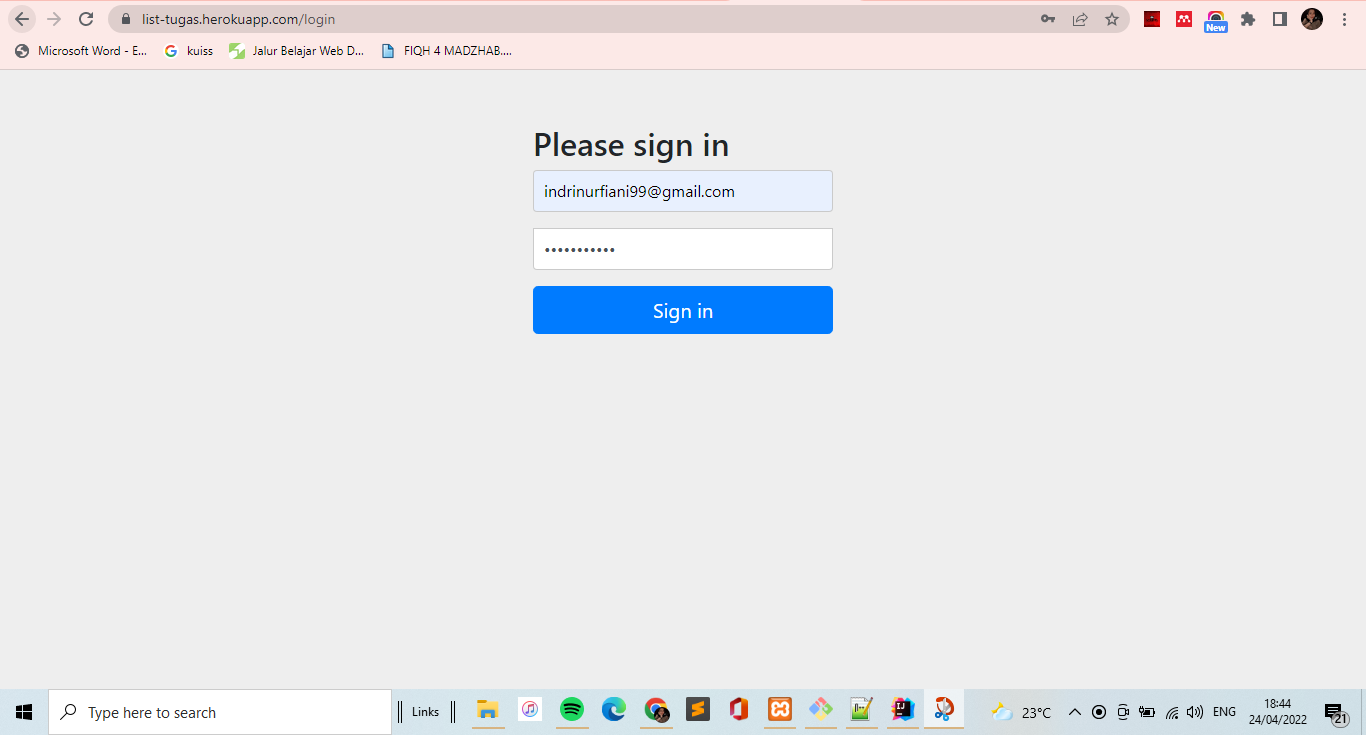 list-tugas.herokuapp.com/login
New
Microsoft Word - E...
kuiss
Jalur Belajar Web D...
FIQH 4 MADZHAB....
Please sign in
indrinurfiani99@gmail.com
•••••••••••
Sign in
Type here to search
Links
23°C
ENG
18:44
24/04/2022
21